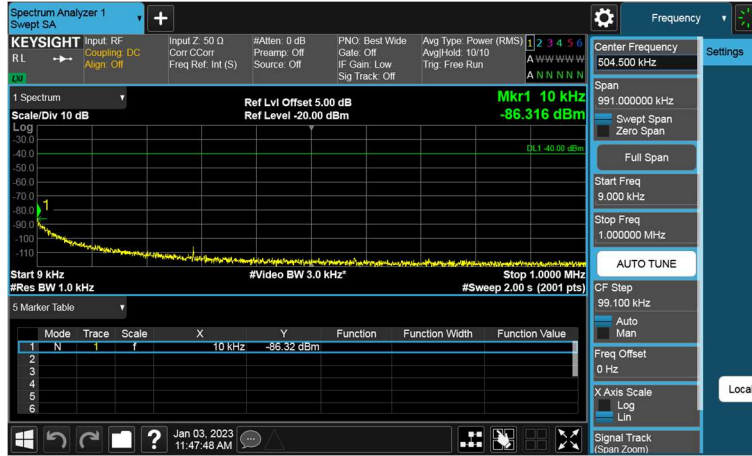 Spectrum Analyzer 1
Swept SA
Frequency
KEYSIGHT
RL
LXI
Input: RF
Coupling: DC
Align: Off
Input Z: 50 Ω
Corr CCorr
Freq Ref: Int (S)
#Atten: 0 dB
Preamp: Off
Source: Off
PNO: Best Wide
Gate: Off
IF Gain: Low
Sig Track: Off
Avg Type: Power (RMS)
Avg|Hold: 10/10
Trig: Free Run
1 2 3 4 5 6
A W W W W W
A N N N N N
1 Spectrum
Scale/Div 10 dB
Ref Lvl Offset 5.00 dB
Ref Level -20.00 dBm
Mkr1 10 kHz
-86.316 dBm
Log
-30.0
DL1 -40.00 dBm
-40.0
-50.0
-60.0
-70.0
-80.0
1
-90.0
-100
-110
Start 9 kHz
#Video BW 3.0 kHz*
Stop 1.0000 MHz
#Res BW 1.0 kHz
#Sweep 2.00 s (2001 pts)
5 Marker Table
Mode Trace Scale X Y Function Function Width Function Value
1 N 1 f 10 kHz -86.32 dBm
2
3
4
5
6
Jan 03, 2023
11:47:48 AM
Center Frequency
504.500 kHz
Settings
Span
991.000000 kHz
Swept Span
Zero Span
Full Span
Start Freq
9.000 kHz
Stop Freq
1.000000 MHz
AUTO TUNE
CF Step
99.100 kHz
Auto
Man
Freq Offset
0 Hz
X Axis Scale
Log
Lin
Local
Signal Track
(Span Zoom)